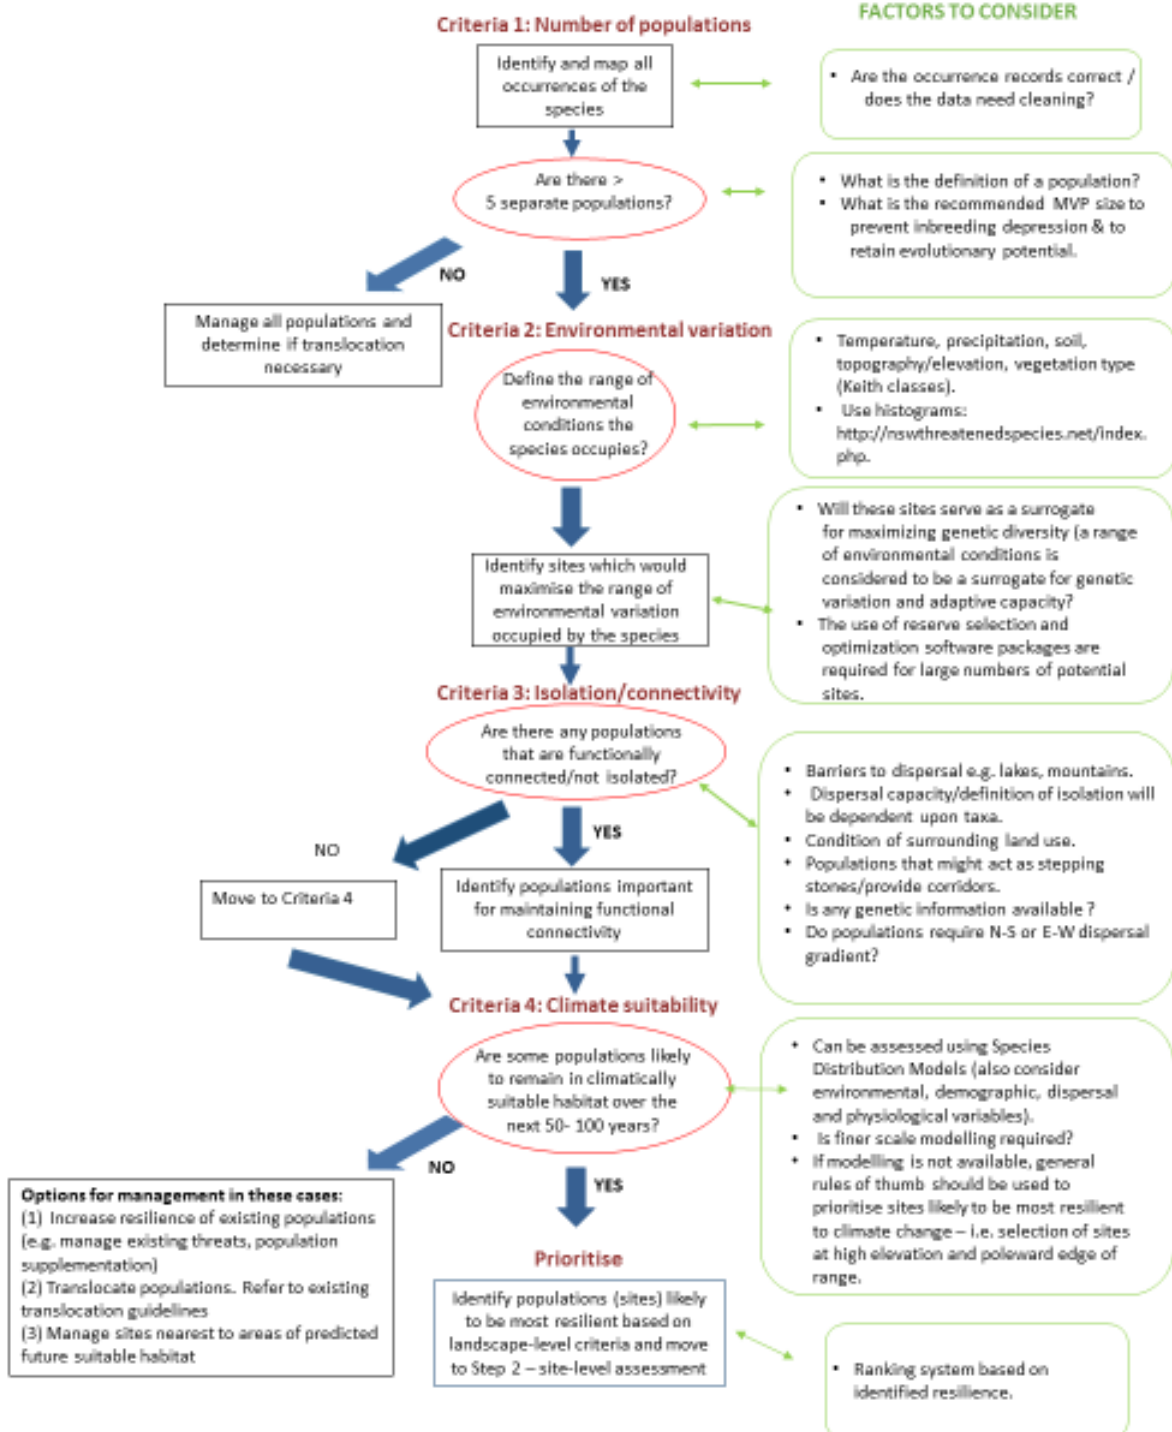 FACTORS TO CONSIDER
Criteria 1: Number of populations
Identify and map all
occurrences of the
species
• Are the occurrence records correct /
does the data need cleaning?
Are there >
5 separate populations?
• What is the definition of a population?
• What is the recommended MVP size to
prevent inbreeding depression & to
retain evolutionary potential.
NO
YES
Manage all populations and
determine if translocation
necessary
Criteria 2: Environmental variation
Define the range of
environmental
conditions the
species occupies?
• Temperature, precipitation, soil,
topography/elevation, vegetation type
(Keith classes).
• Use histograms:
http://nswthreatenedspecies.net/index.
php.
Identify sites which would
maximise the range of
environmental variation
occupied by the species
• Will these sites serve as a surrogate
for maximizing genetic diversity (a range
of environmental conditions is
considered to be a surrogate for genetic
variation and adaptive capacity?
• The use of reserve selection and
optimization software packages are
required for large numbers of potential
sites.
Criteria 3: Isolation/connectivity
Are there any populations
that are functionally
connected/not isolated?
• Barriers to dispersal e.g. lakes, mountains.
• Dispersal capacity/definition of isolation will
be dependent upon taxa.
• Condition of surrounding land use.
• Populations that might act as stepping
stones/provide corridors.
• Is any genetic information available ?
• Do populations require N-S or E-W dispersal
gradient?
NO
YES
Move to Criteria 4
Identify populations important
for maintaining functional
connectivity
Criteria 4: Climate suitability
Are some populations likely
to remain in climatically
suitable habitat over the
next 50- 100 years?
• Can be assessed using Species
Distribution Models (also consider
environmental, demographic, dispersal
and physiological variables).
• Is finer scale modelling required?
• If modelling is not available, general
rules of thumb should be used to
prioritise sites likely to be most resilient
to climate change – i.e. selection of sites
at high elevation and poleward edge of
range.
NO
YES
Options for management in these cases:
(1) Increase resilience of existing populations
(e.g. manage existing threats, population
supplementation)
(2) Translocate populations. Refer to existing
translocation guidelines
(3) Manage sites nearest to areas of predicted
future suitable habitat
Prioritise
Identify populations (sites) likely
to be most resilient based on
landscape-level criteria and move
to Step 2 – site-level assessment
• Ranking system based on
identified resilience.